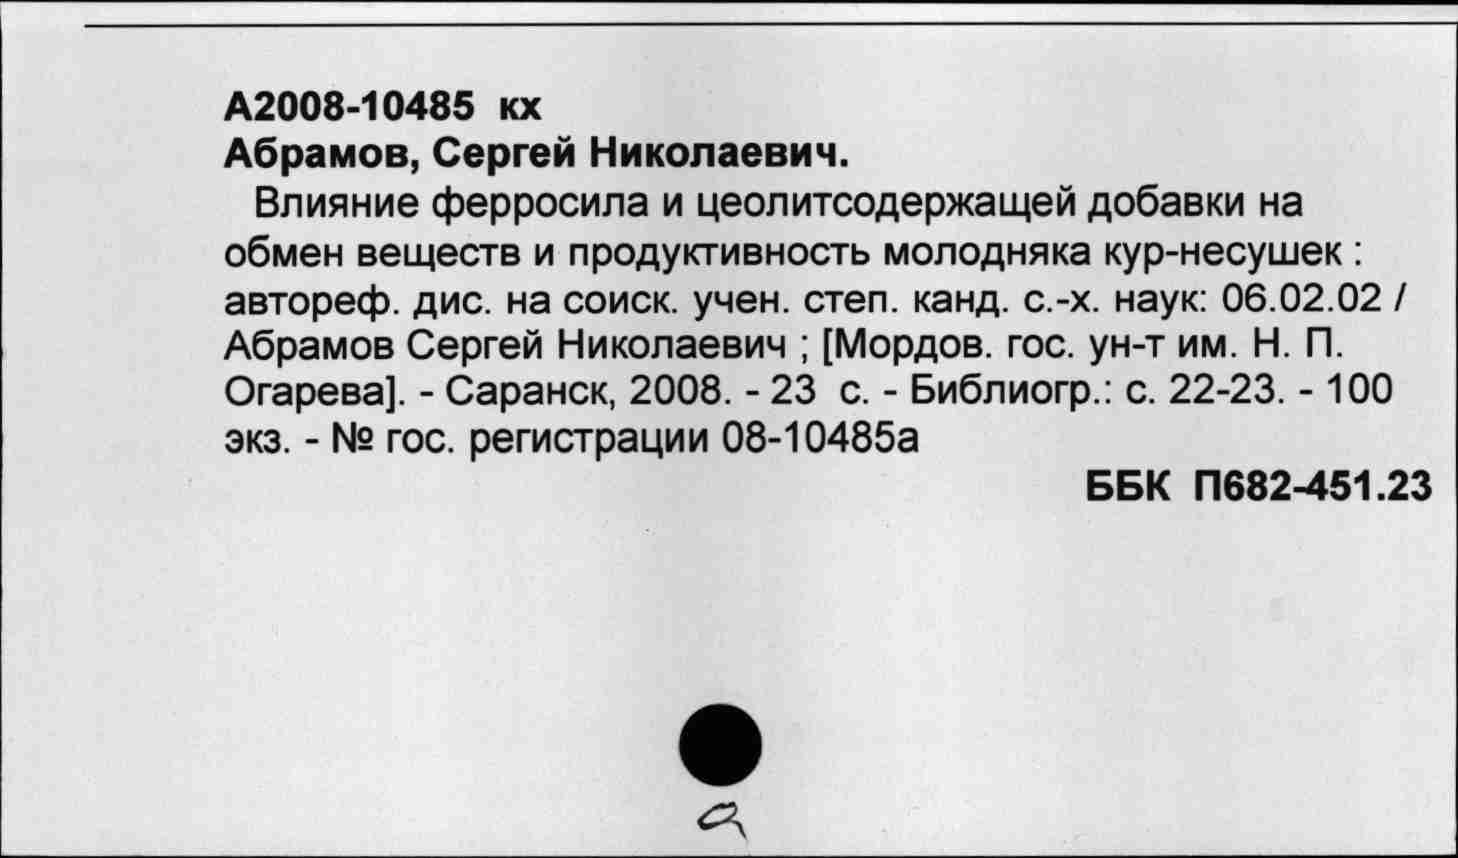 А2008-10485 кх
Абрамов, Сергей Николаевич.
Влияние ферросила и цеолитсодержащей добавки на
обмен веществ и продуктивность молодняка кур-несушек :
автореф. дис. на соиск. учен. степ. канд. с.-х. наук: 06.02.02 /
Абрамов Сергей Николаевич ; [Мордов. гос. ун-т им. Н. П.
Огарева]. - Саранск, 2008. - 23 с. - Библиогр.: с. 22-23. - 100
экз. - № гос. регистрации 08-10485а
ББК П682-451.23